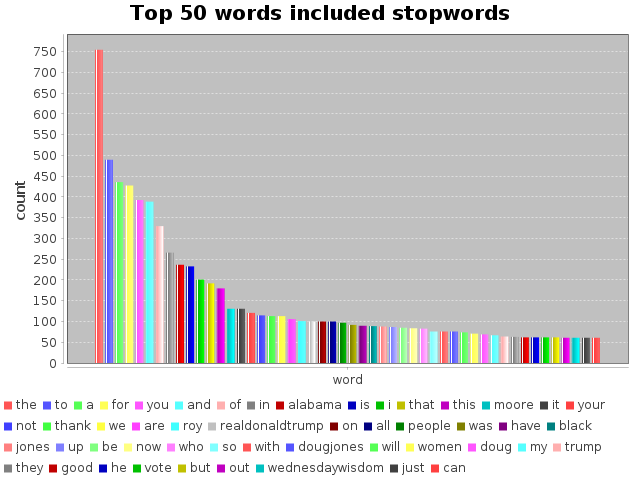 Top 50 words included stopwords
750
700
650
600
550
500
450
400
350
300
250
200
150
100
50
0
count
word
the to a for you and of in alabama is i that this moore it your
not thank we are roy realdonaldtrump on all people was have black
jones up be now who so with dougjones will women doug my trump
they good he vote but out wednesdaywisdom just can